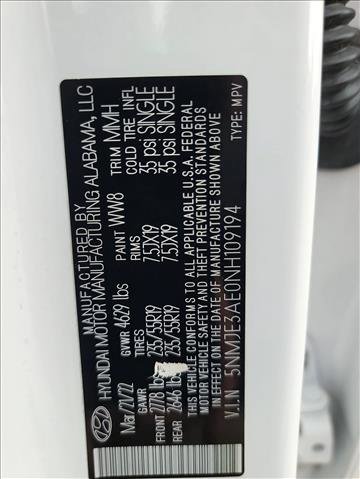 MANUFACTURED BY
HYUNDAI MOTOR MANUFACTURING ALABAMA, LLC
Mar/21/22 PAINT WW8 TRIM MMH
GVWR 4629 lbs
GAWR TIRES RIMS COLD TIRE INFL
FRONT 2778 lbs 235/55R19 7.5JX19 35 psi SINGLE
REAR 2646 lbs 235/55R19 7.5JX19 35 psi SINGLE
THIS VEHICLE CONFORMS TO ALL APPLICABLE U.S.A. FEDERAL
MOTOR VEHICLE SAFETY AND THEFT PREVENTION STANDARDS
IN EFFECT ON THE DATE OF MANUFACTURE SHOWN ABOVE.
V.I.N 5NMJE3AE0NH109194 TYPE: MPV